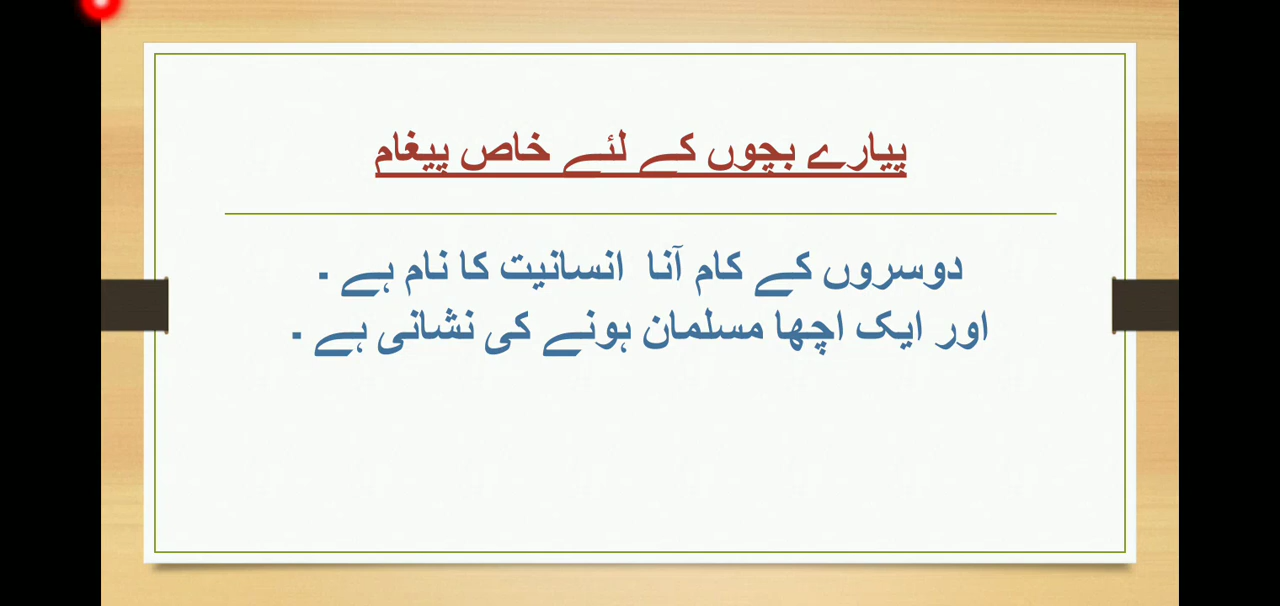 پیارے بچوں کے لئے خاص پیغام
دوسروں کے کام آنا انسانیت کا نام ہے ۔
اور ایک اچھا مسلمان ہونے کی نشانی ہے ۔